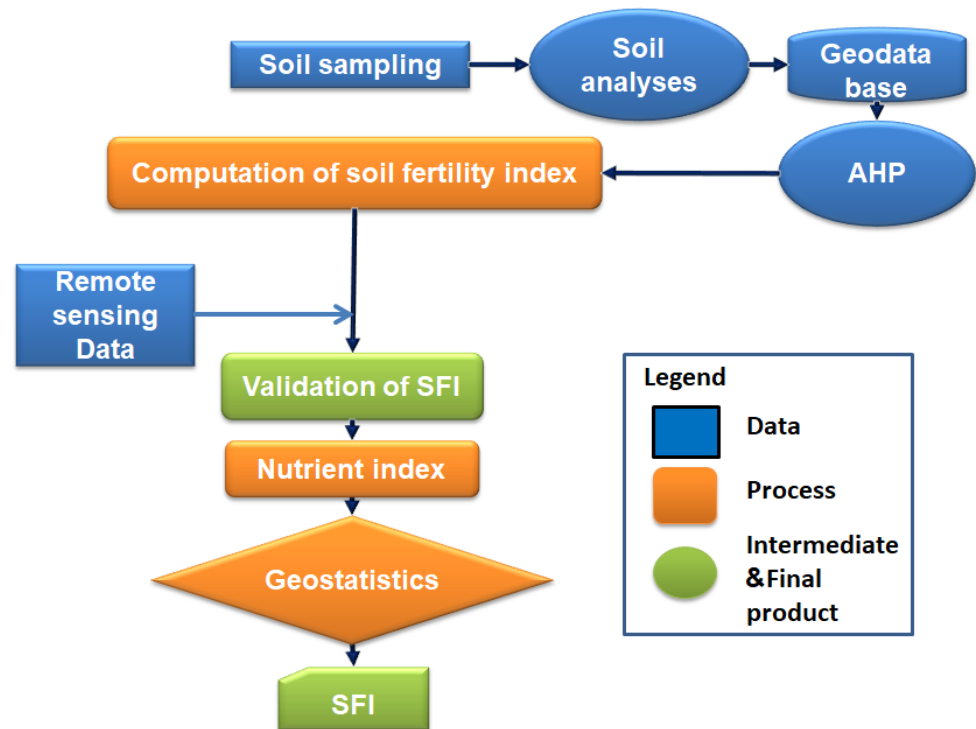 Soil sampling
Soil
analyses
Geodata
base
Computation of soil fertility index
AHP
Remote
sensing
Data
Validation of SFI
Nutrient index
Geostatistics
SFI
Legend
Data
Process
Intermediate
&Final
product